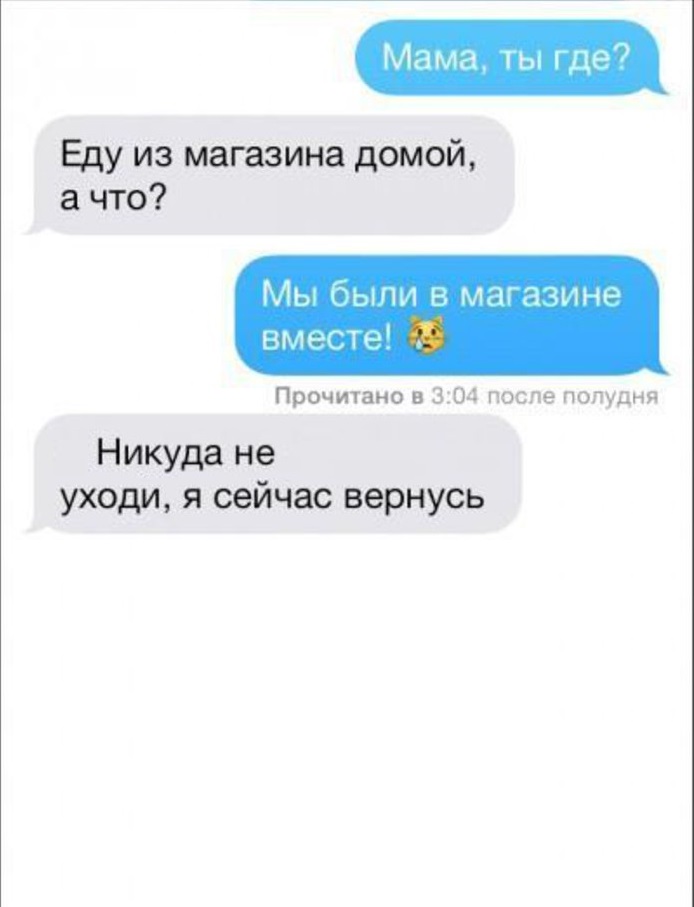 Мама, ты где?
Еду из магазина домой,
а что?
Мы были в магазине
вместе! 😿
Прочитано в 3:04 после полудня
Никуда не
уходи, я сейчас вернусь